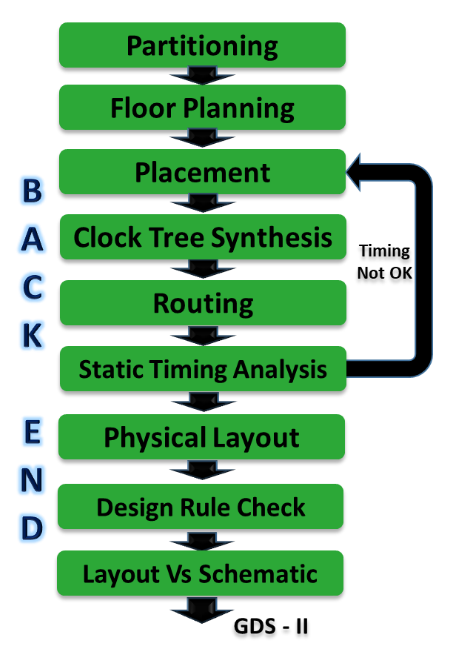 Partitioning
Floor Planning
Placement
Clock Tree Synthesis
Routing
Static Timing Analysis
Physical Layout
Design Rule Check
Layout Vs Schematic
GDS - II
Timing
Not OK
B
A
C
K
E
N
D